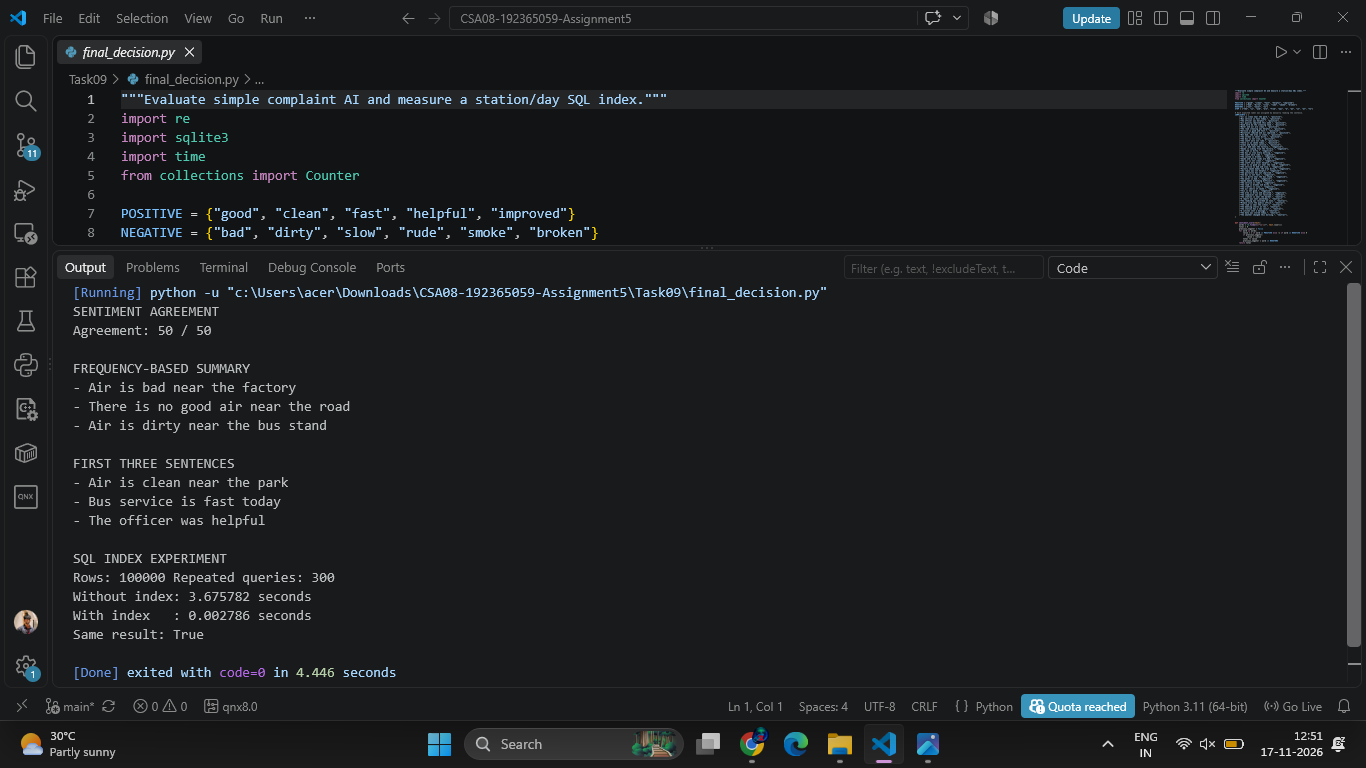 File Edit Selection View Go Run ··· CSA08-192365059-Assignment5 Update
final_decision.py
Task09 > final_decision.py > ...
1 """Evaluate simple complaint AI and measure a station/day SQL index."""
2 import re
3 import sqlite3
4 import time
5 from collections import Counter
6
7 POSITIVE = {"good", "clean", "fast", "helpful", "improved"}
8 NEGATIVE = {"bad", "dirty", "slow", "rude", "smoke", "broken"}
Output Problems Terminal Debug Console Ports Filter (e.g. text, !excludeText, t... Code
[Running] python -u "c:\Users\acer\Downloads\CSA08-192365059-Assignment5\Task09\final_decision.py"
SENTIMENT AGREEMENT
Agreement: 50 / 50
FREQUENCY-BASED SUMMARY
- Air is bad near the factory
- There is no good air near the road
- Air is dirty near the bus stand
FIRST THREE SENTENCES
- Air is clean near the park
- Bus service is fast today
- The officer was helpful
SQL INDEX EXPERIMENT
Rows: 100000 Repeated queries: 300
Without index: 3.675782 seconds
With index   : 0.002786 seconds
Same result: True
[Done] exited with code=0 in 4.446 seconds
11
QNX
1
main* 0 0 qnx8.0 Ln 1, Col 1 Spaces: 4 UTF-8 CRLF {} Python Quota reached Python 3.11 (64-bit) Go Live
30°C
Partly sunny
Search
ENG
IN
12:51
17-11-2026